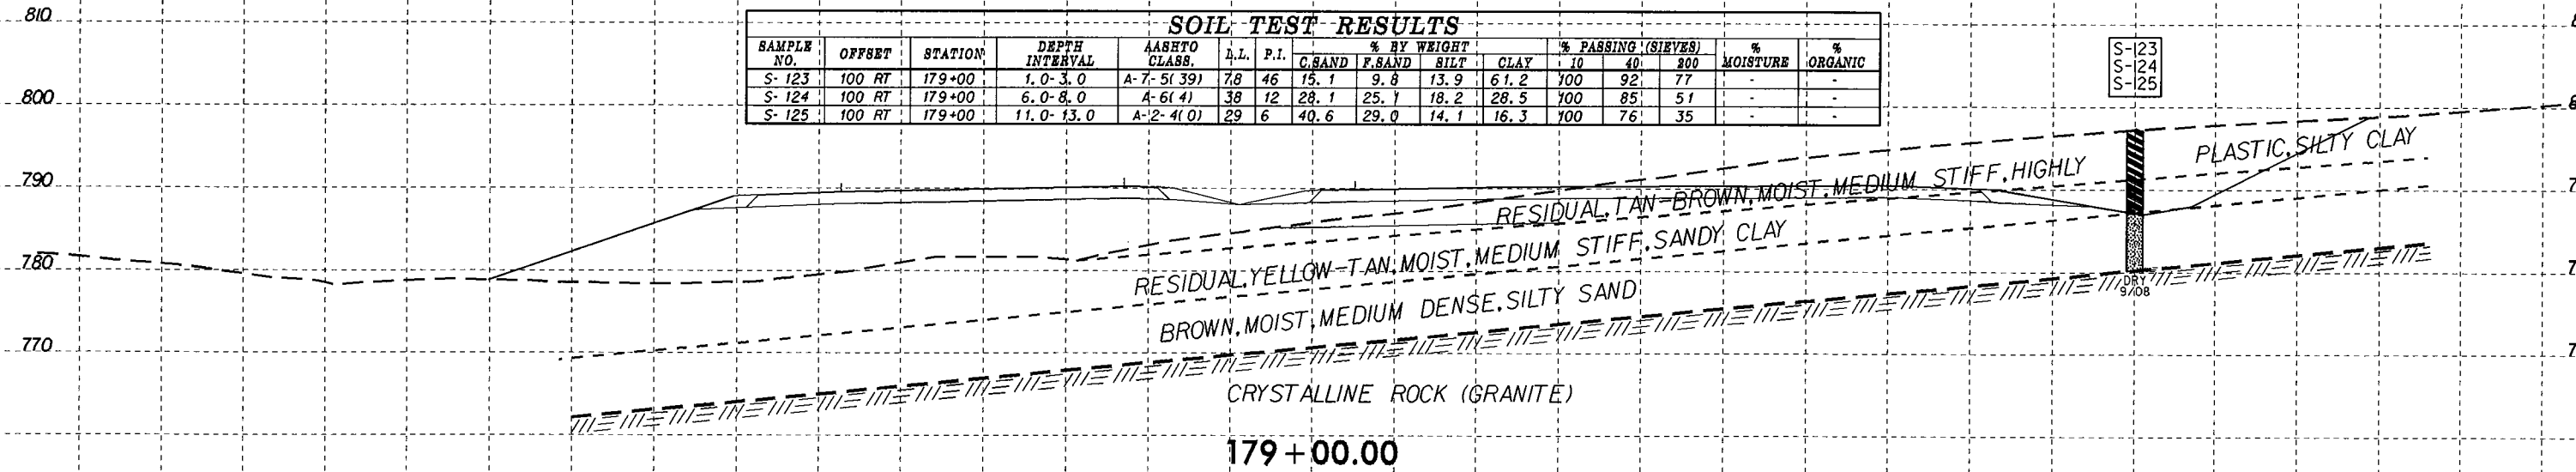 810
SOIL TEST RESULTS
SAMPLE NO. OFFSET STATION DEPTH INTERVAL AASHTO CLASS. L.L. P.I. % BY WEIGHT % PASSING (SIEVES) % MOISTURE % ORGANIC
C.SAND F.SAND SILT CLAY 10 40 200
S-123 100 RT 179+00 1.0-3.0 A-7-5(39) 78 46 15.1 9.8 13.9 61.2 100 92 77 - -
S-124 100 RT 179+00 6.0-8.0 A-6(4) 38 12 28.1 25.1 18.2 28.5 100 85 51 - -
S-125 100 RT 179+00 11.0-13.0 A-2-4(0) 29 6 40.6 29.0 14.1 16.3 100 76 35 - -
S-123
S-124
S-125
800
8
790
7
780
7
770
7
RESIDUAL,TAN-BROWN,MOIST,MEDIUM STIFF,HIGHLY PLASTIC,SILTY CLAY
RESIDUAL,YELLOW-TAN,MOIST,MEDIUM STIFF,SANDY CLAY
BROWN,MOIST,MEDIUM DENSE,SILTY SAND
DRY
9/08
CRYSTALLINE ROCK (GRANITE)
179+00.00